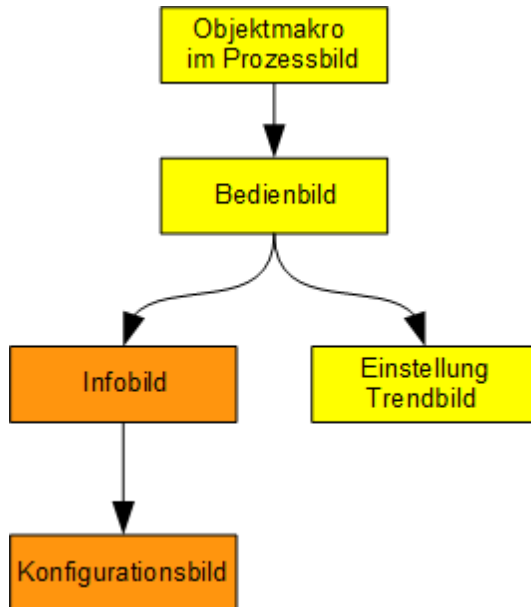 Objektmakro
im Prozessbild
Bedienbild
Infobild
Einstellung
Trendbild
Konfigurationsbild